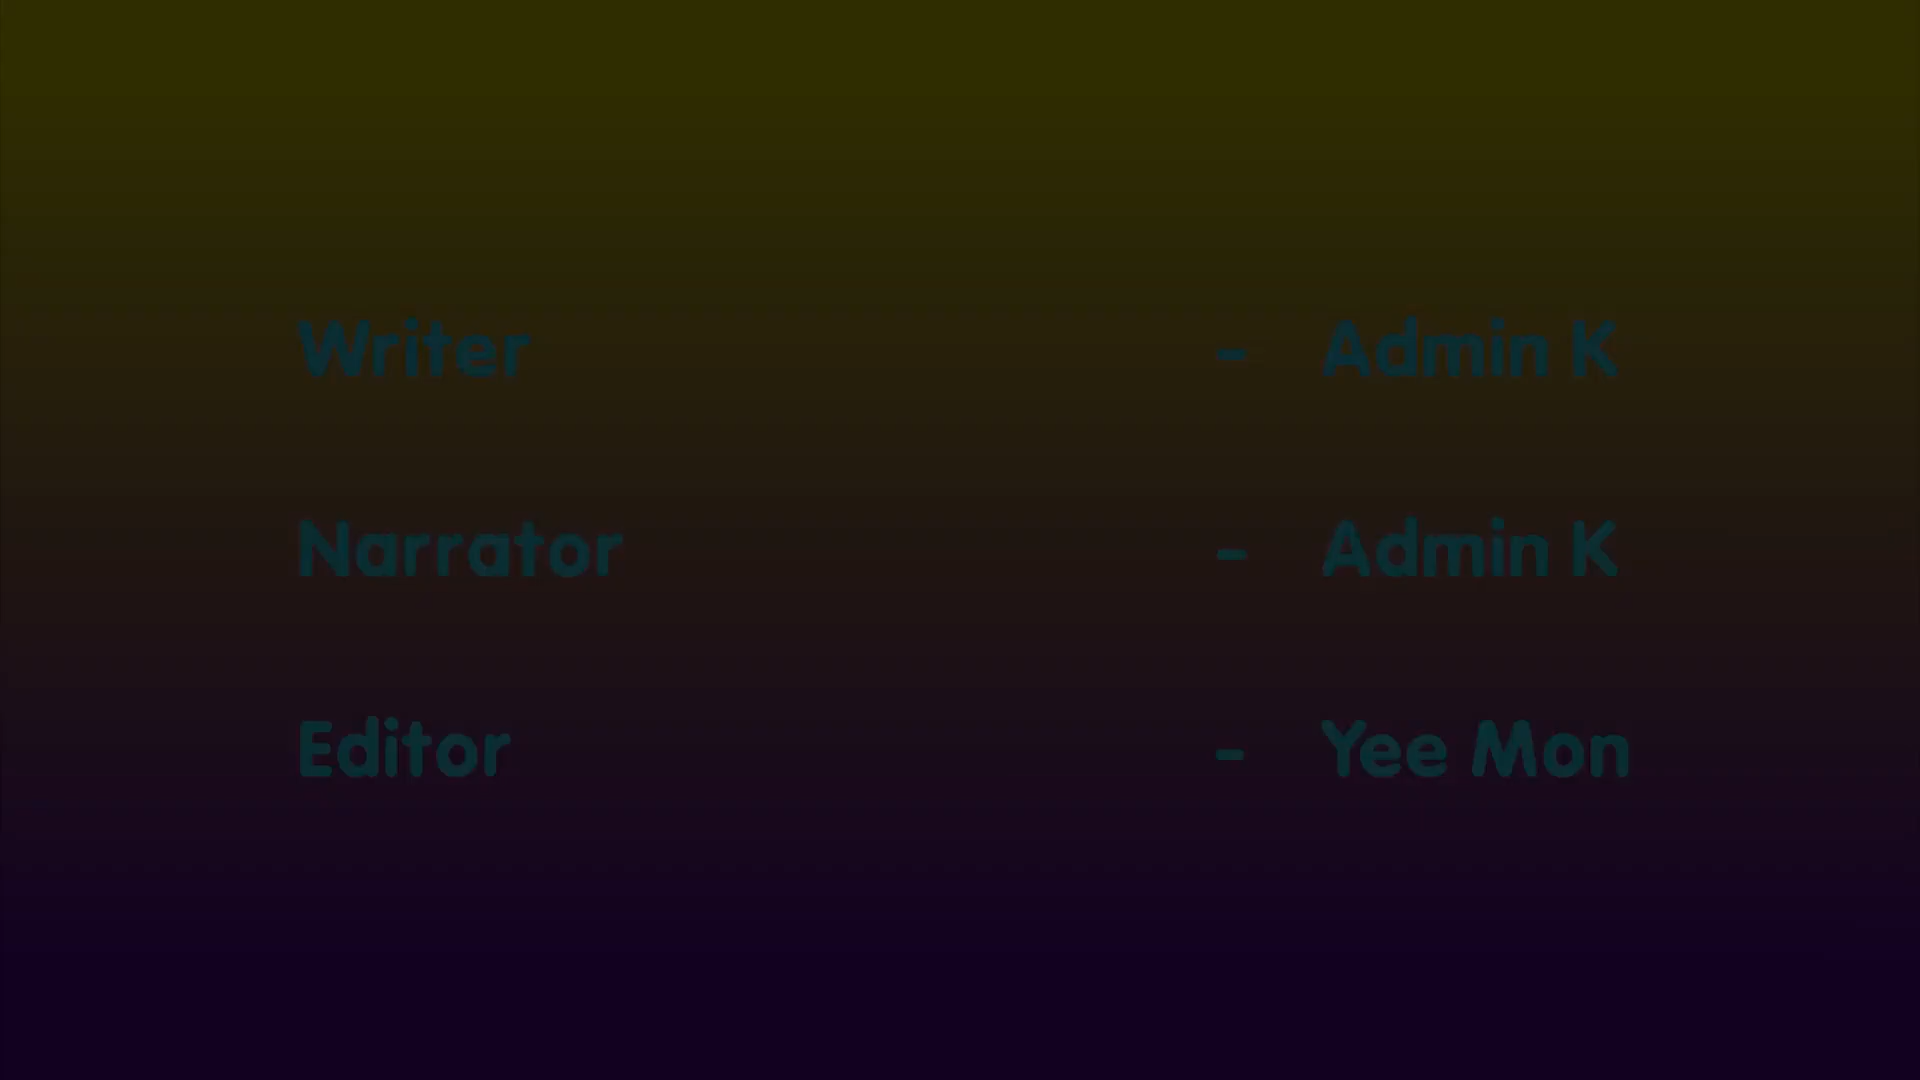 Writer - Admin K
Narrator - Admin K
Editor - Yee Mon